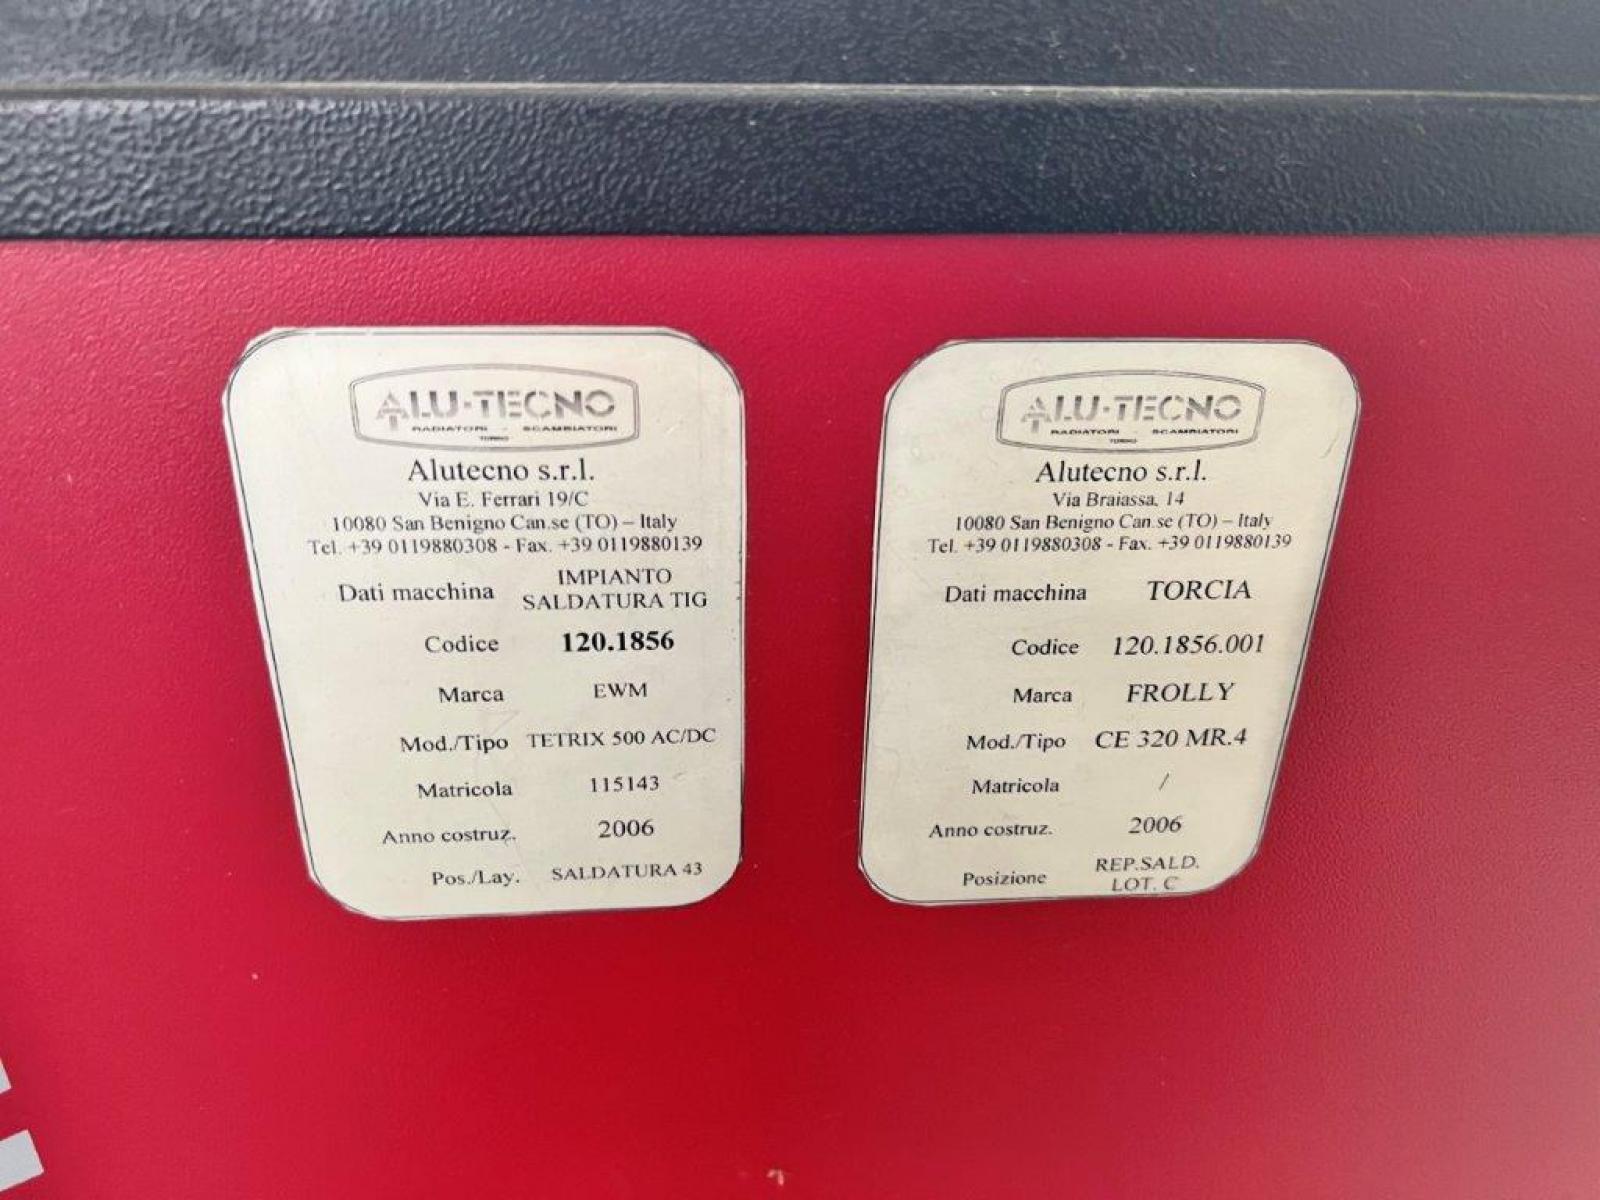 ALU-TECNO
RADIATORI - SCAMBIATORI
TORINO
Alutecno s.r.l.
Via E. Ferrari 19/C
10080 San Benigno Can.se (TO) – Italy
Tel. +39 0119880308 - Fax. +39 0119880139
Dati macchina IMPIANTO SALDATURA TIG
Codice 120.1856
Marca EWM
Mod./Tipo TETRIX 500 AC/DC
Matricola 115143
Anno costruz. 2006
Pos./Lay. SALDATURA 43
ALU-TECNO
RADIATORI - SCAMBIATORI
TORINO
Alutecno s.r.l.
Via Braiassa, 14
10080 San Benigno Can.se (TO) – Italy
Tel. +39 0119880308 - Fax. +39 0119880139
Dati macchina TORCIA
Codice 120.1856.001
Marca FROLLY
Mod./Tipo CE 320 MR.4
Matricola /
Anno costruz. 2006
Posizione REP.SALD. LOT. C